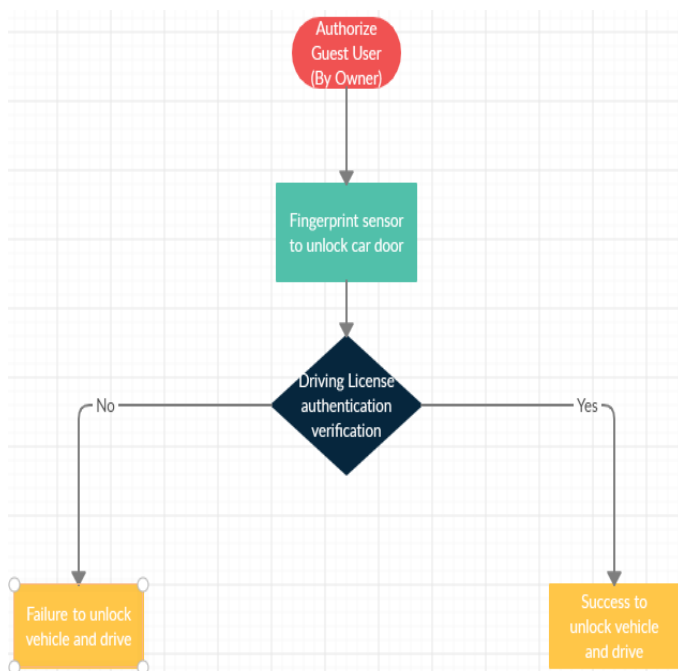 Authorize
Guest User
(By Owner)
Fingerprint sensor
to unlock car door
Driving License
authentication
verification
No
Yes
Failure to unlock
vehicle and drive
Success to
unlock vehicle
and drive